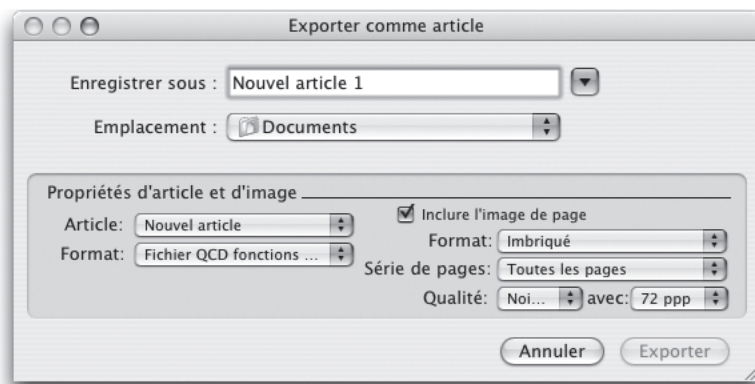 Exporter comme article
Enregistrer sous : Nouvel article 1
Emplacement : Documents
Propriétés d'article et d'image
Article: Nouvel article
Format: Fichier QCD fonctions ...
Inclure l'image de page
Format: Imbriqué
Série de pages: Toutes les pages
Qualité: Noi... avec: 72 ppp
Annuler Exporter